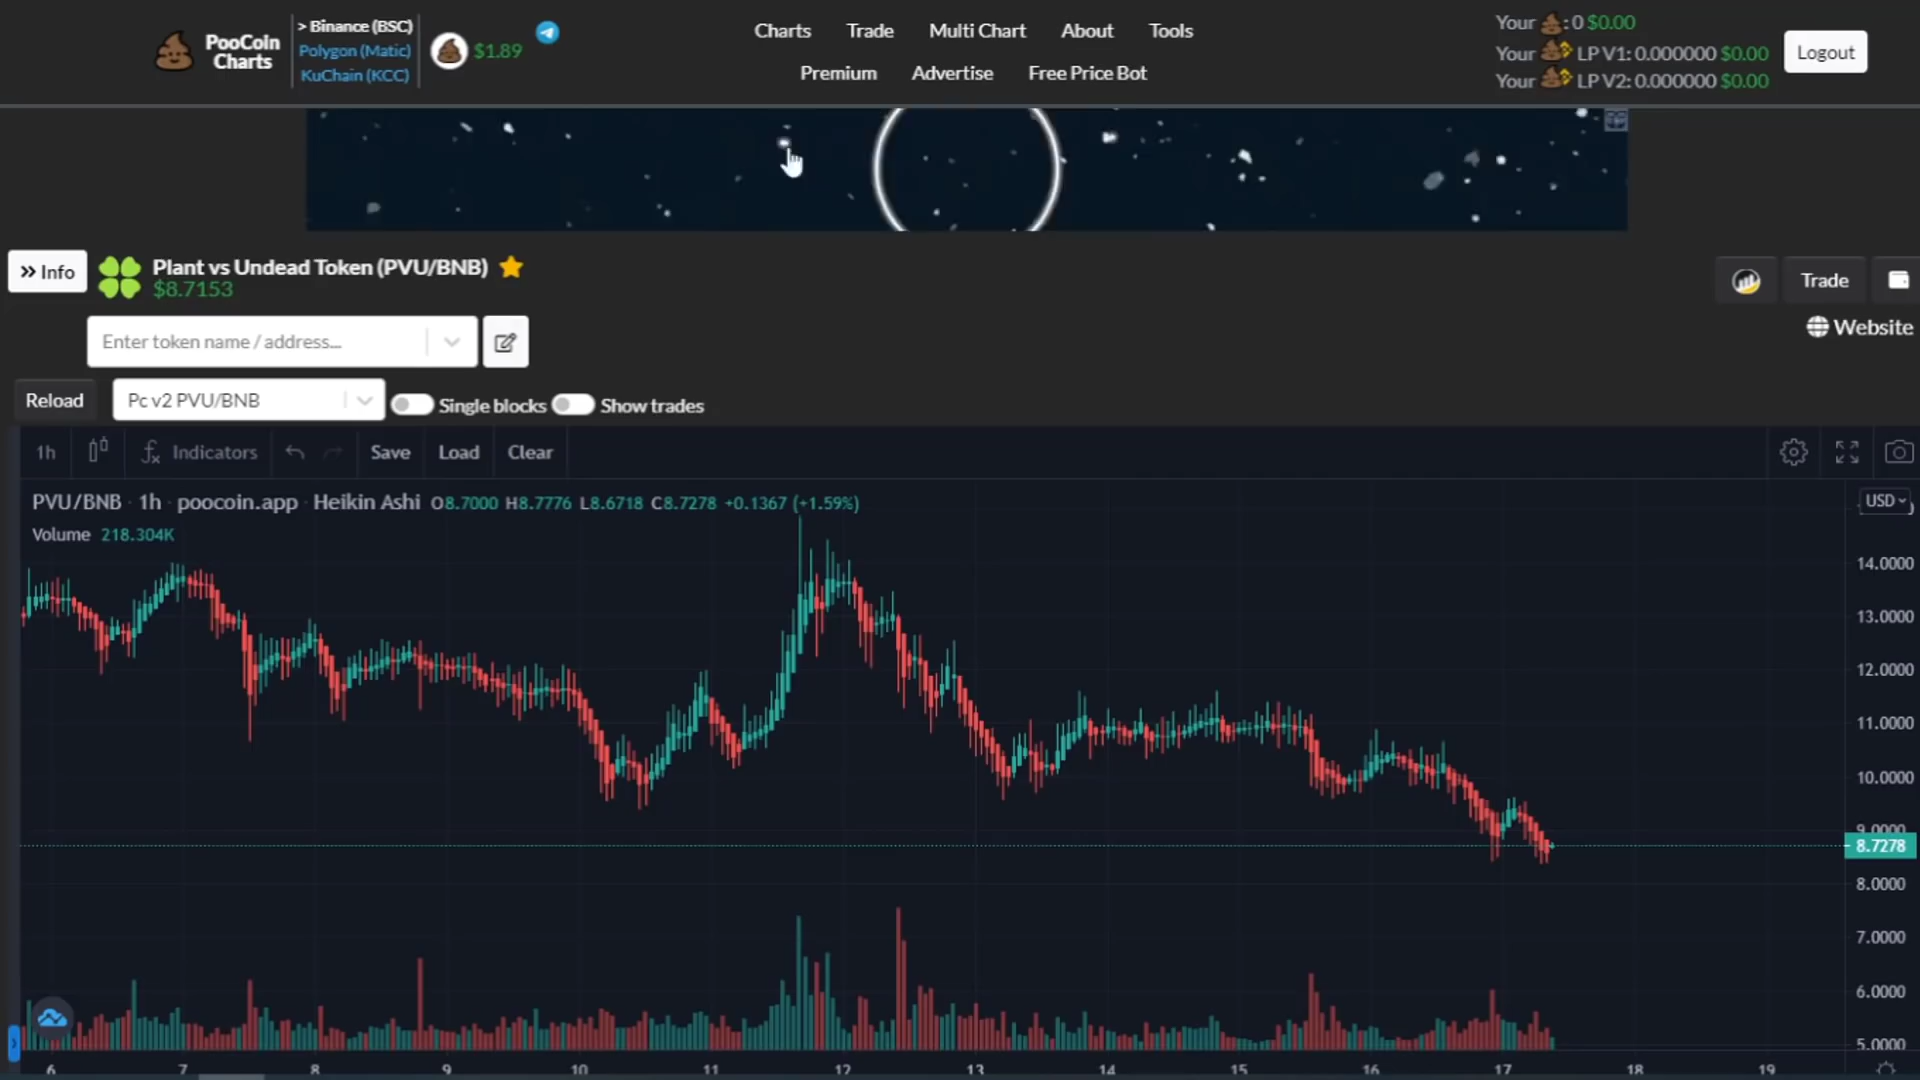 PooCoin
Charts
> Binance (BSC)
Polygon (Matic)
KuChain (KCC)
$1.89
Charts Trade Multi Chart About Tools
Premium Advertise Free Price Bot
Your : 0 $0.00
Your LP V1: 0.000000 $0.00
Your LP V2: 0.000000 $0.00
Logout
» Info
Plant vs Undead Token (PVU/BNB)
$8.7153
Trade
Website
Enter token name / address...
Reload
Pc v2 PVU/BNB
Single blocks
Show trades
1h Indicators Save Load Clear
PVU/BNB · 1h · poocoin.app · Heikin Ashi O8.7000 H8.7776 L8.6718 C8.7278 +0.1367 (+1.59%)
USD
Volume 218.304K
14.0000
13.0000
12.0000
11.0000
10.0000
9.0000
8.7278
8.0000
7.0000
6.0000
5.0000
6 7 8 9 10 11 12 13 14 15 16 17 18 19